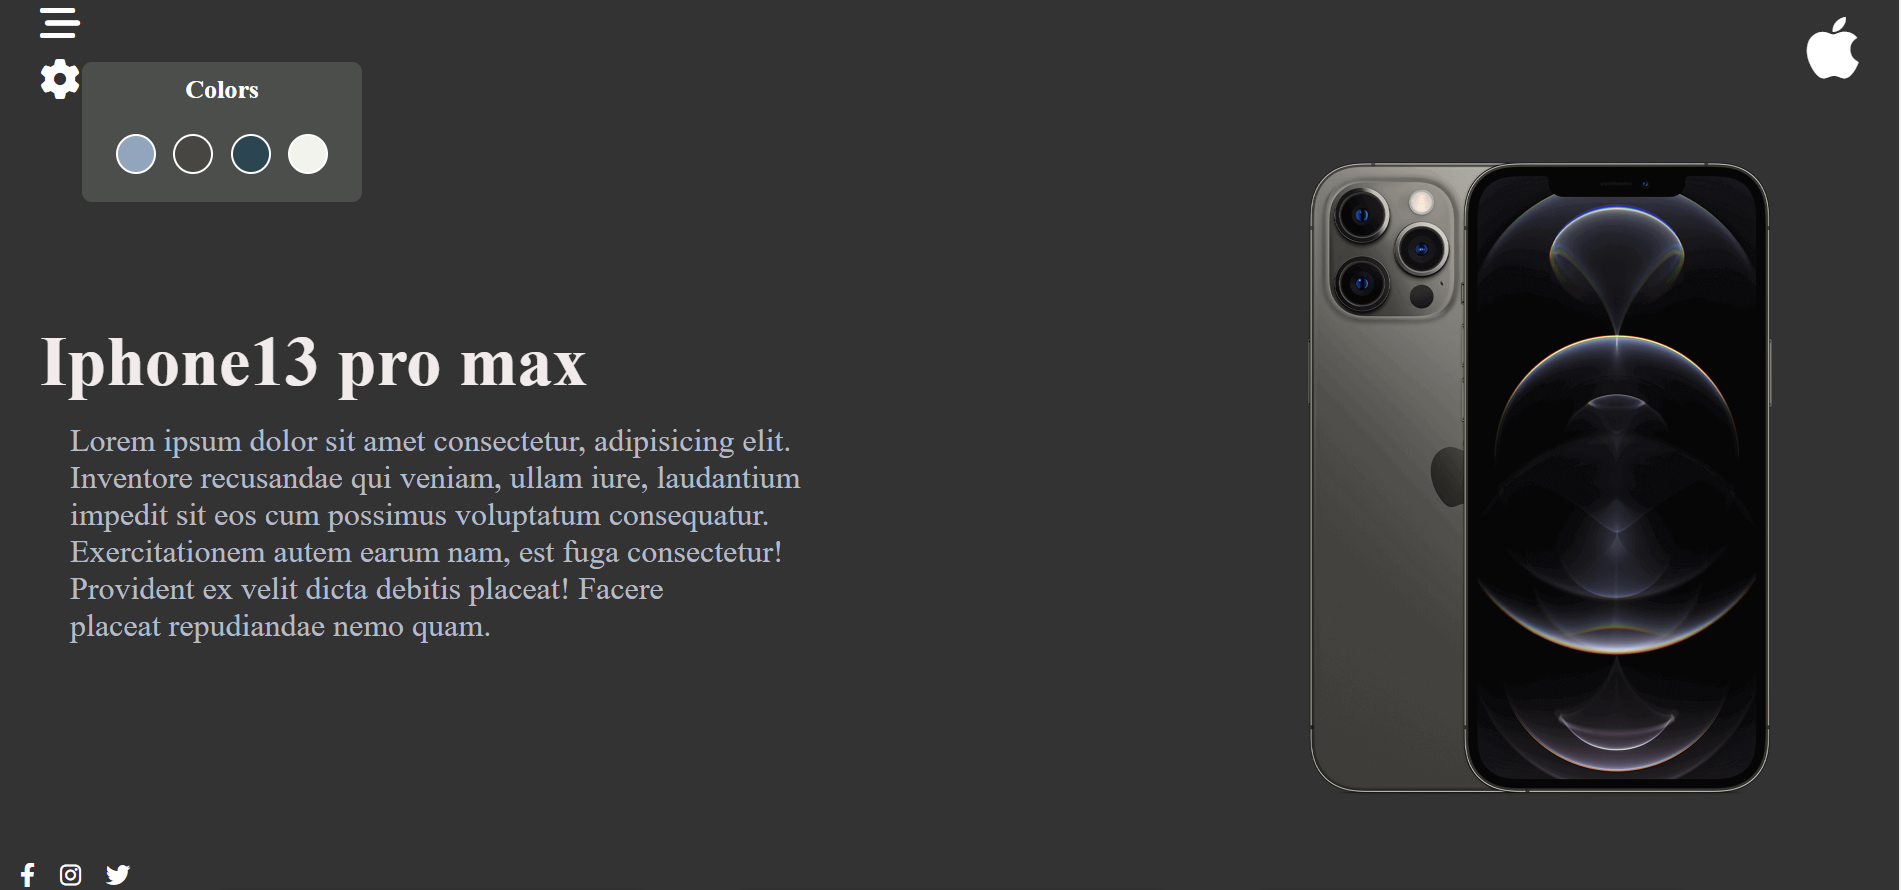 Colors
Iphone13 pro max
Lorem ipsum dolor sit amet consectetur, adipisicing elit.
Inventore recusandae qui veniam, ullam iure, laudantium
impedit sit eos cum possimus voluptatum consequatur.
Exercitationem autem earum nam, est fuga consectetur!
Provident ex velit dicta debitis placeat! Facere
placeat repudiandae nemo quam.